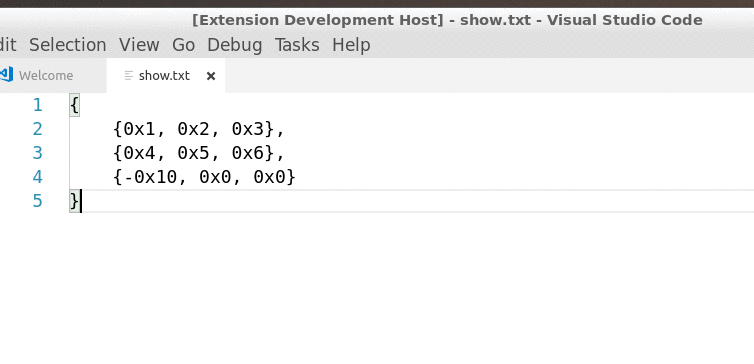 [Extension Development Host] - show.txt - Visual Studio Code
dit Selection View Go Debug Tasks Help
Welcome show.txt ×
1 {
2 {0x1, 0x2, 0x3},
3 {0x4, 0x5, 0x6},
4 {-0x10, 0x0, 0x0}
5 }